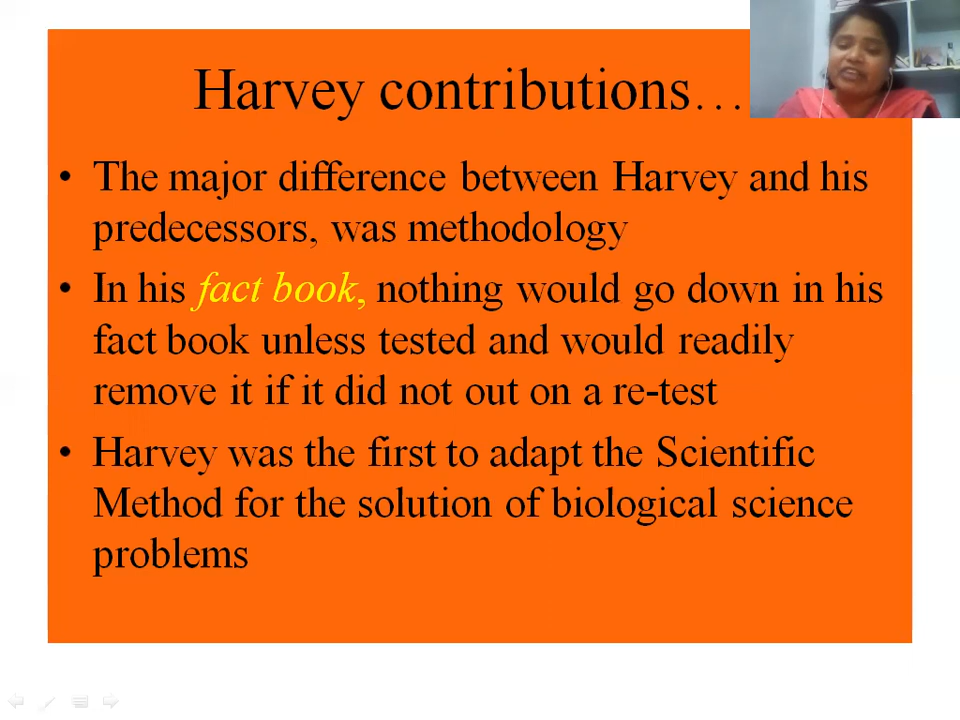 Harvey contributions…
• The major difference between Harvey and his
predecessors, was methodology
• In his fact book, nothing would go down in his
fact book unless tested and would readily
remove it if it did not out on a re-test
• Harvey was the first to adapt the Scientific
Method for the solution of biological science
problems